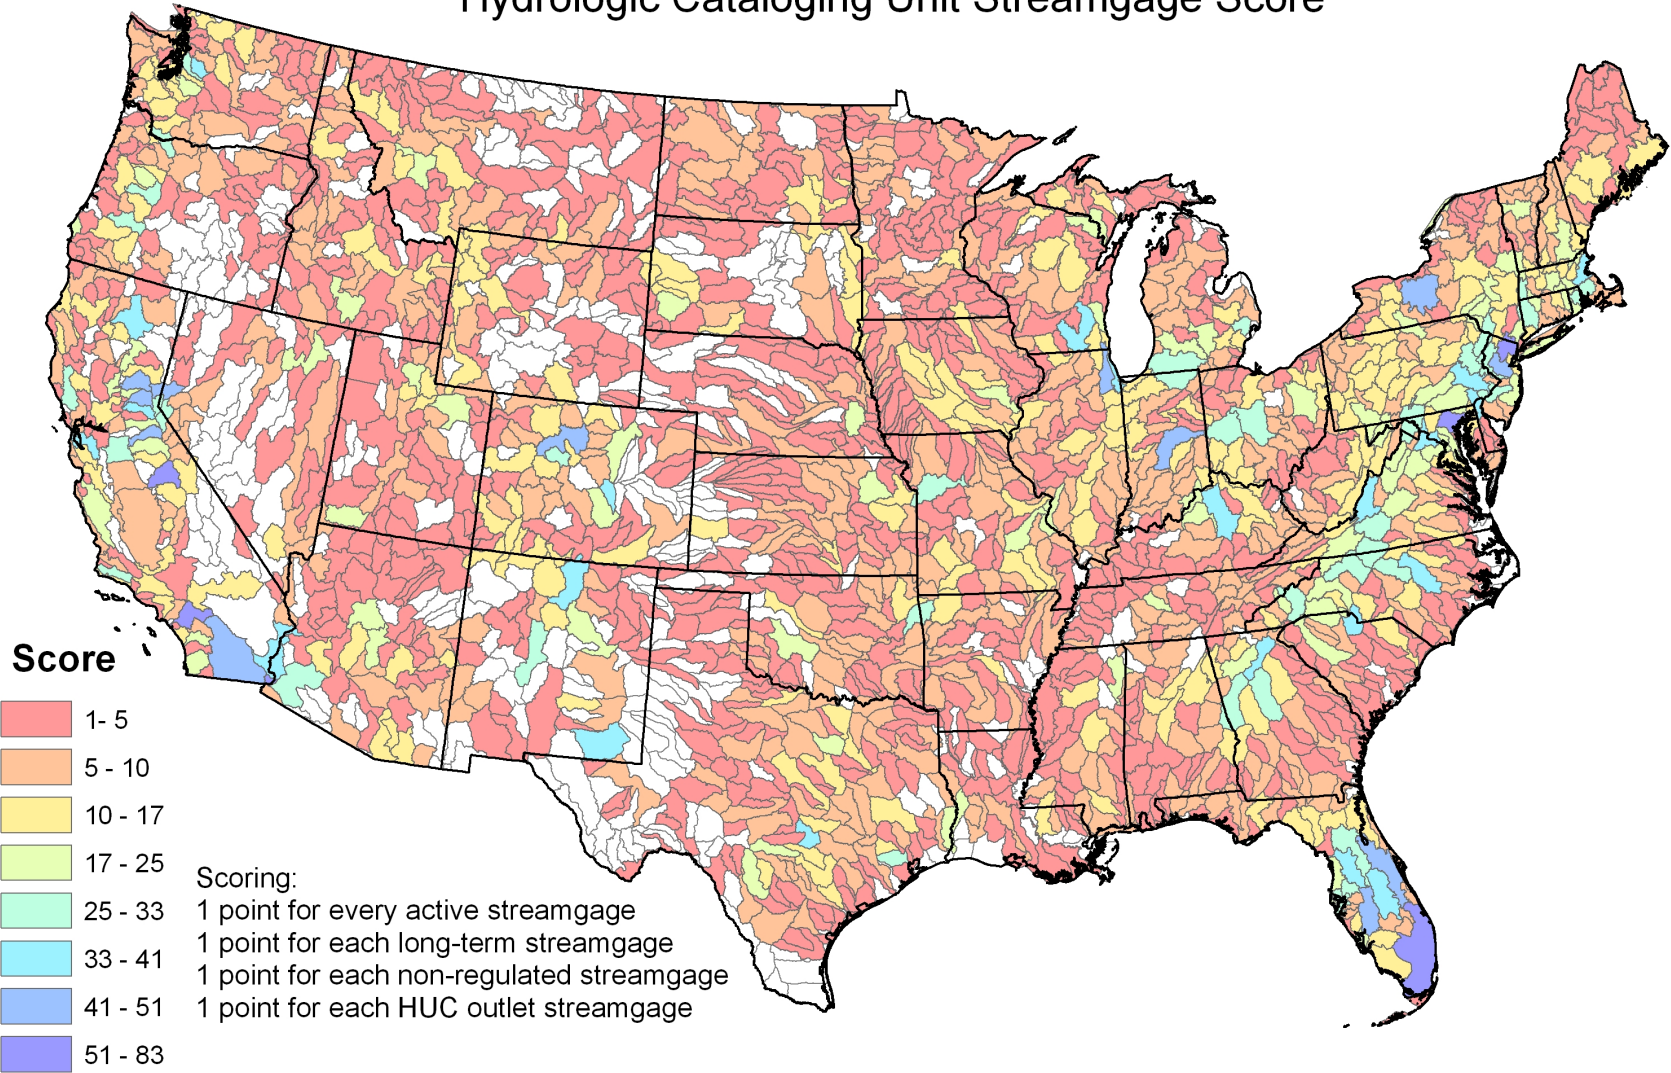 Hydrologic Cataloging Unit Streamgage Score
Score
1- 5
5 - 10
10 - 17
17 - 25
25 - 33
33 - 41
41 - 51
51 - 83
Scoring:
1 point for every active streamgage
1 point for each long-term streamgage
1 point for each non-regulated streamgage
1 point for each HUC outlet streamgage